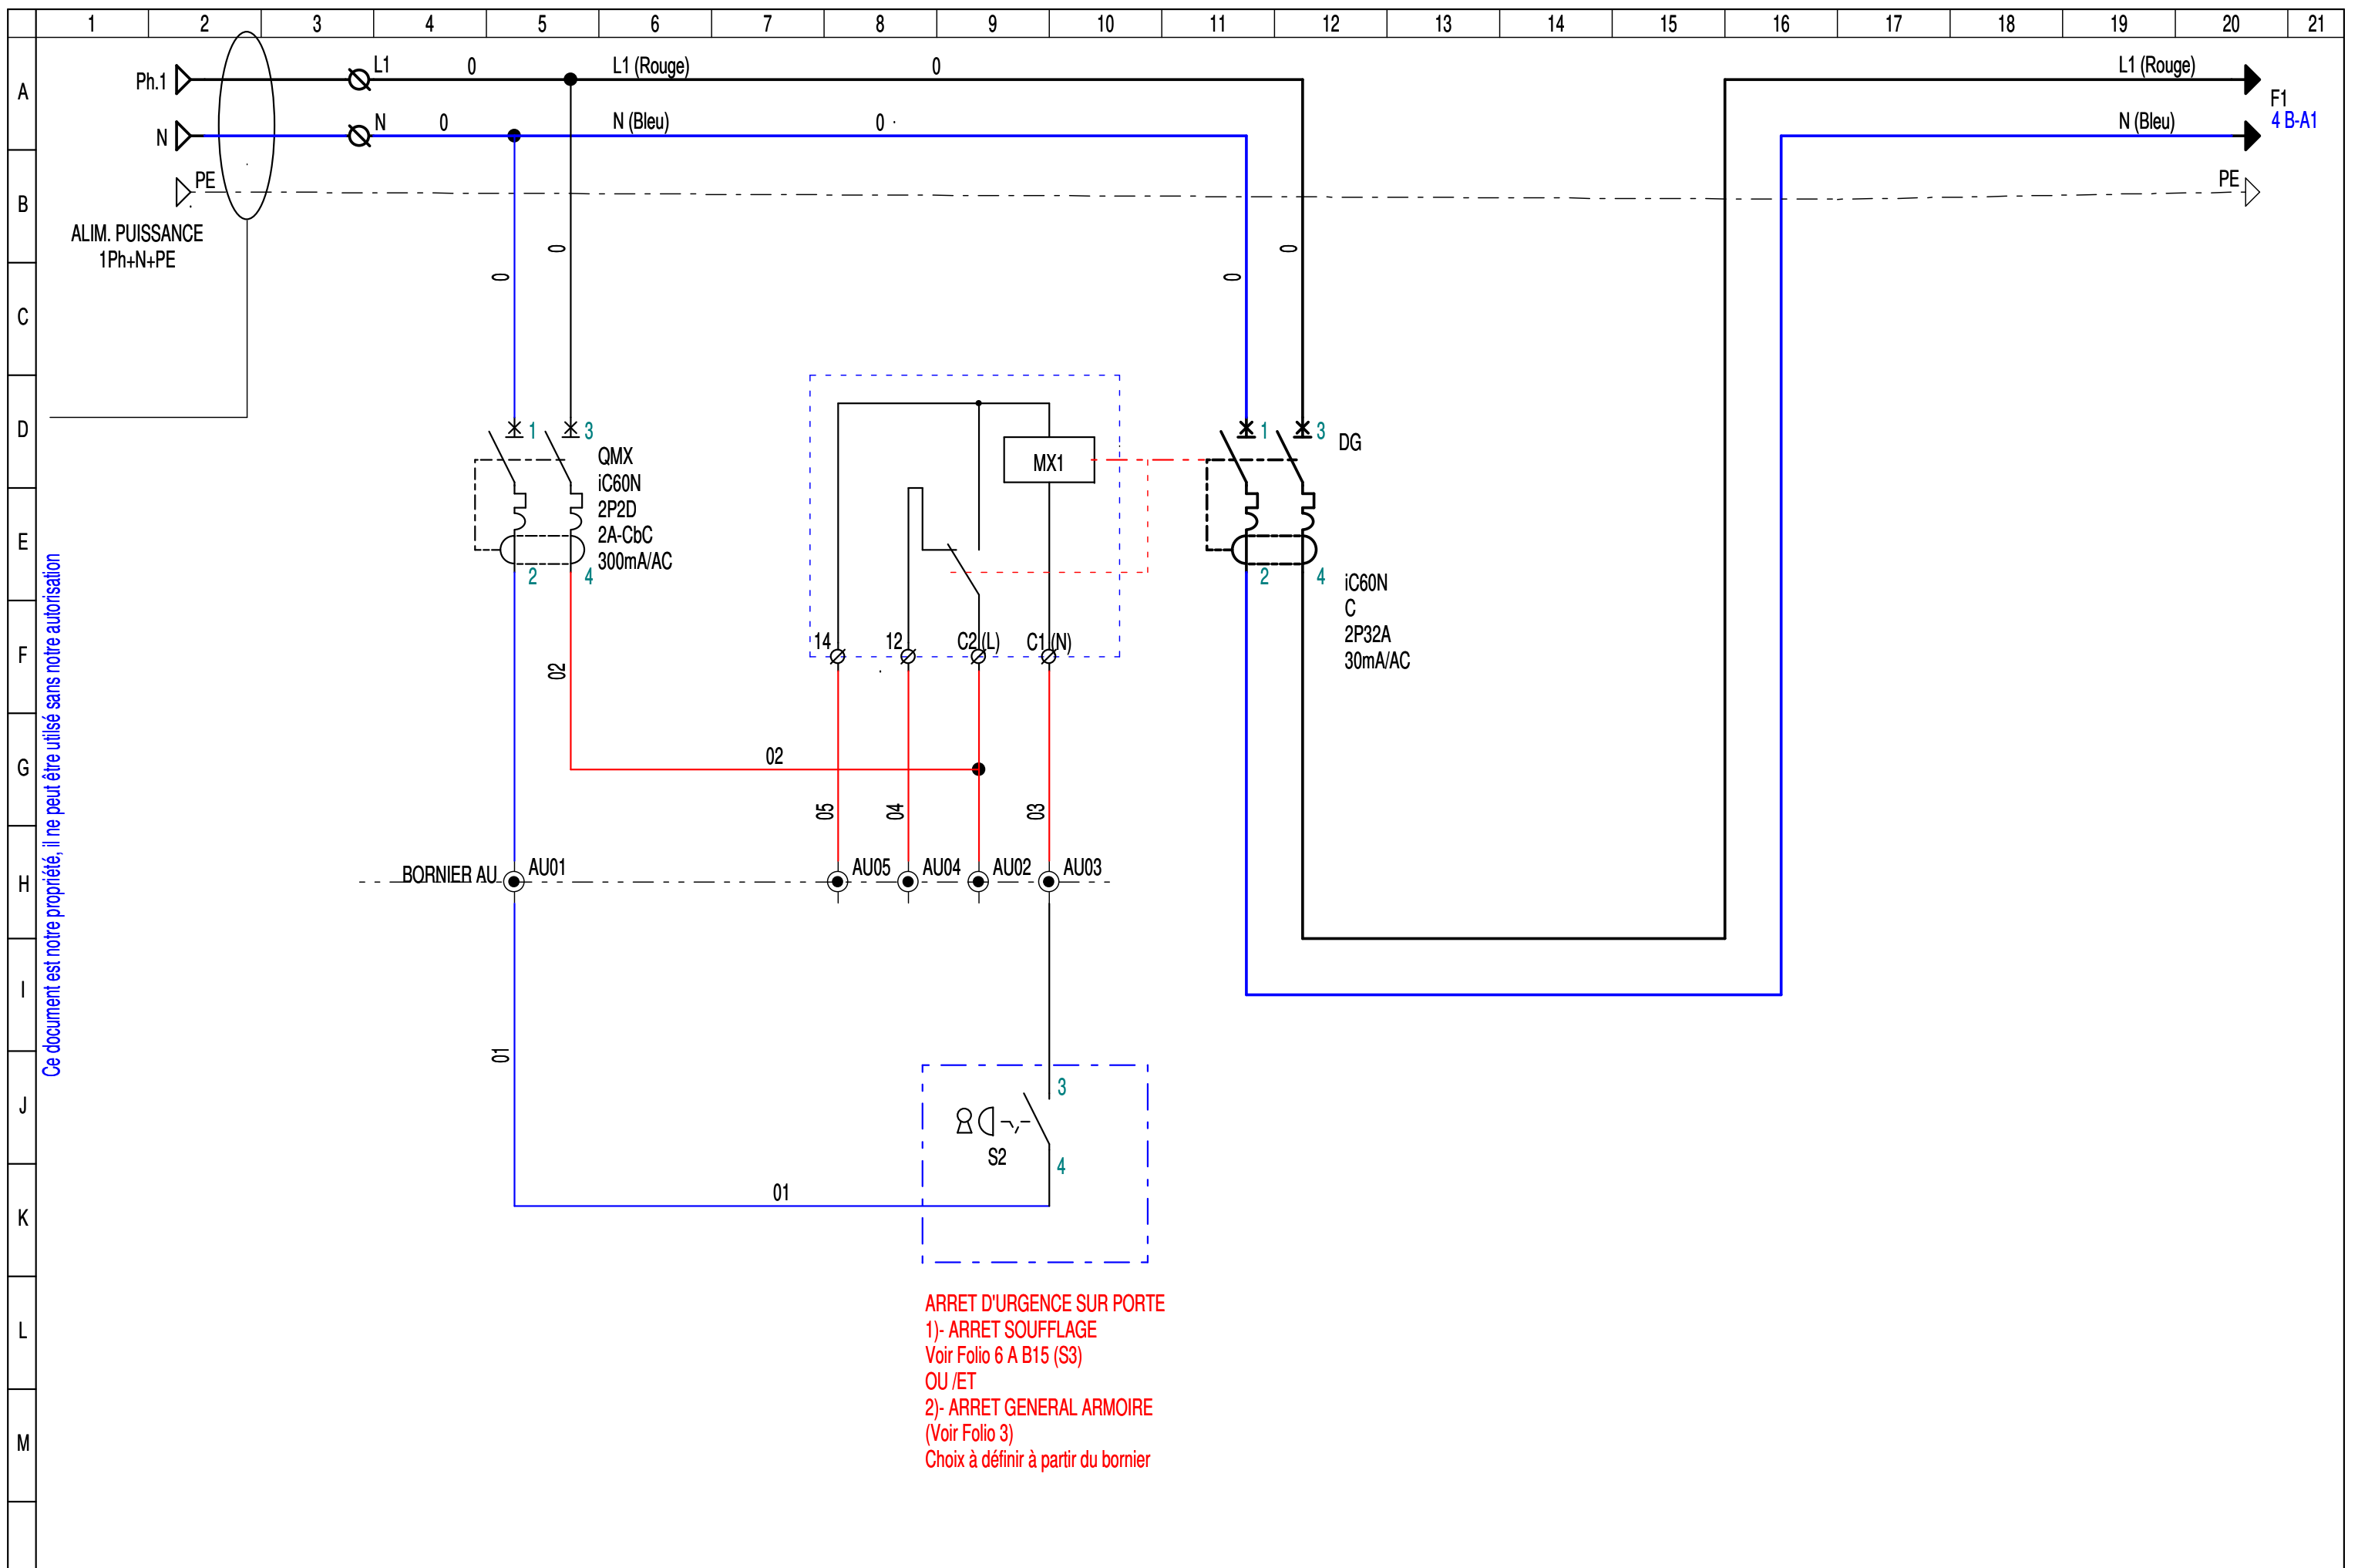 1 2 3 4 5 6 7 8 9 10 11 12 13 14 15 16 17 18 19 20 21
A
B
C
D
E
F
G
H
I
J
K
L
M
Ph.1
L1
0
L1 (Rouge)
0
L1 (Rouge)
F1
4 B-A1
N
N
0
N (Bleu)
0
N (Bleu)
PE
PE
ALIM. PUISSANCE
1Ph+N+PE
0
0
0
0
1
3
QMX
iC60N
2P2D
2A-CbC
300mA/AC
2
4
MX1
1
3
DG
2
4
iC60N
C
2P32A
30mA/AC
14
12
C2 (L)
C1 (N)
02
02
05
04
03
BORNIER AU
AU01
AU05
AU04
AU02
AU03
01
01
3
S2
4
ARRET D'URGENCE SUR PORTE
1)- ARRET SOUFFLAGE
Voir Folio 6 A B15 (S3)
OU /ET
2)- ARRET GENERAL ARMOIRE
(Voir Folio 3)
Choix à définir à partir du bornier
Ce document est notre propriété, il ne peut être utilsé sans notre autorisation